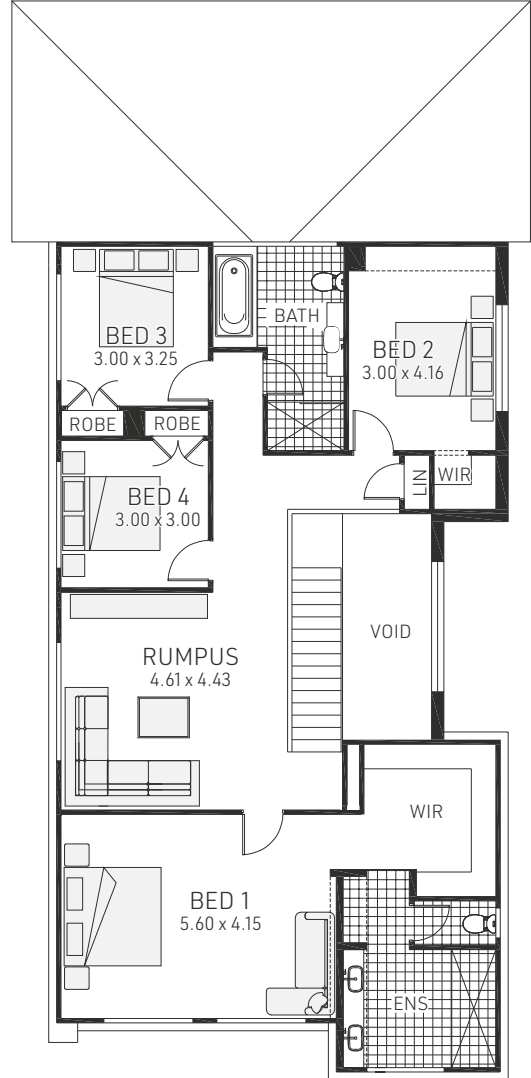 BED 3
3.00 x 3.25
BATH
BED 2
3.00 x 4.16
ROBE
ROBE
WIR
LIN
BED 4
3.00 x 3.00
VOID
RUMPUS
4.61 x 4.43
WIR
BED 1
5.60 x 4.15
ENS